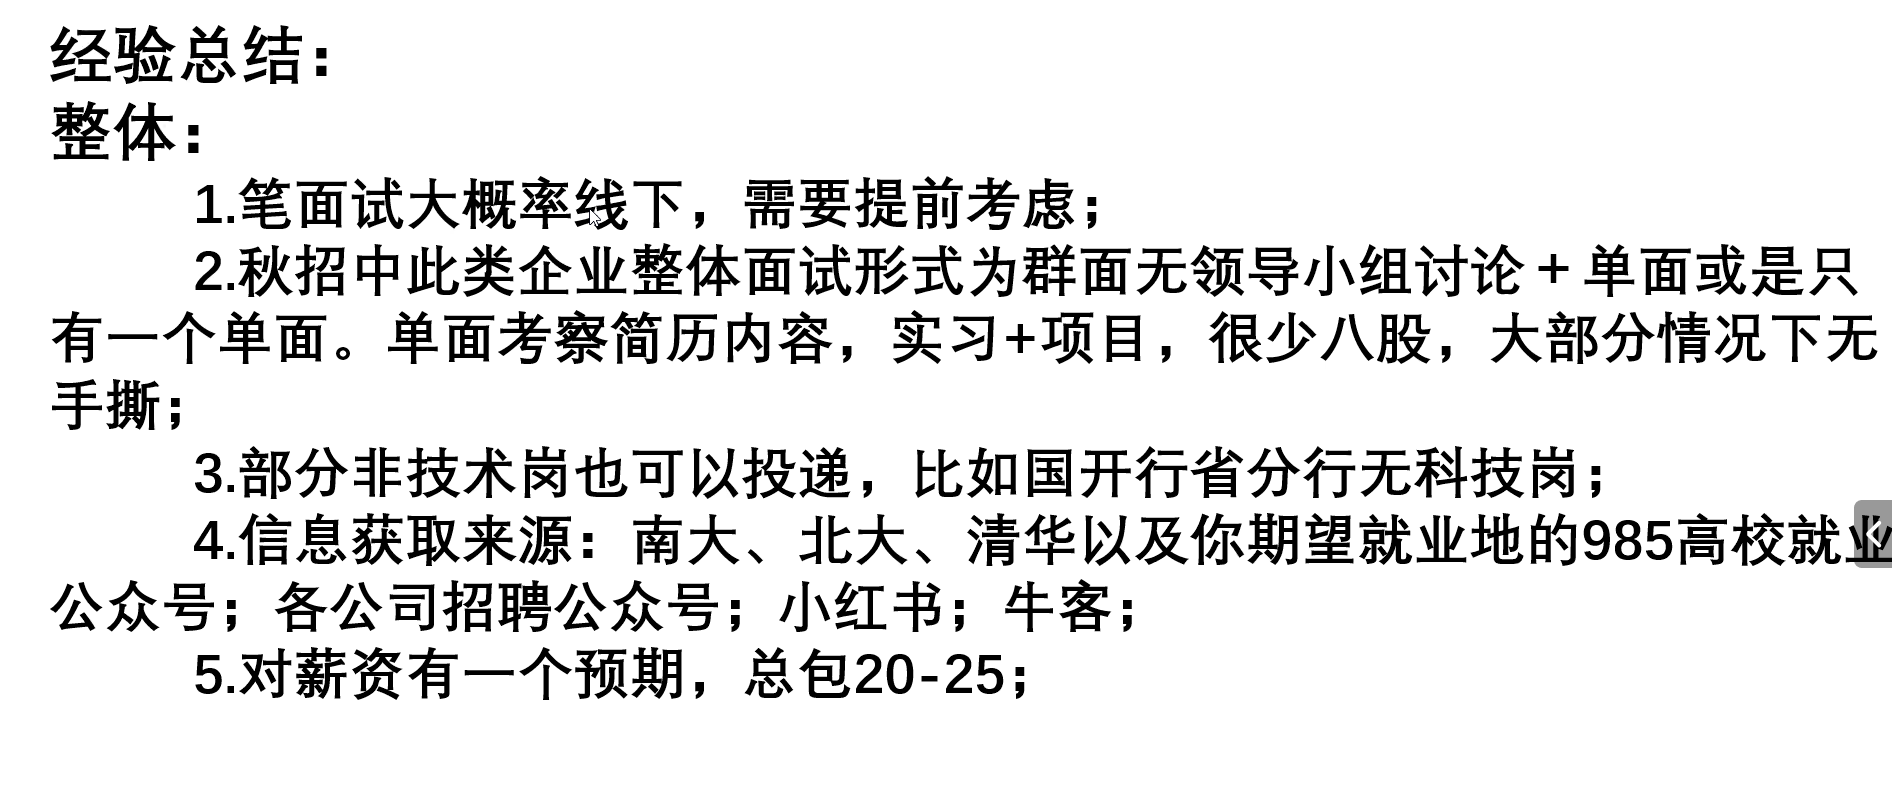 经验总结：
整体：
1.笔面试大概率线下，需要提前考虑；
2.秋招中此类企业整体面试形式为群面无领导小组讨论+单面或是只
有一个单面。单面考察简历内容，实习+项目，很少八股，大部分情况下无
手撕；
3.部分非技术岗也可以投递，比如国开行省分行无科技岗；
4.信息获取来源：南大、北大、清华以及你期望就业地的985高校就业
公众号；各公司招聘公众号；小红书；牛客；
5.对薪资有一个预期，总包20-25；